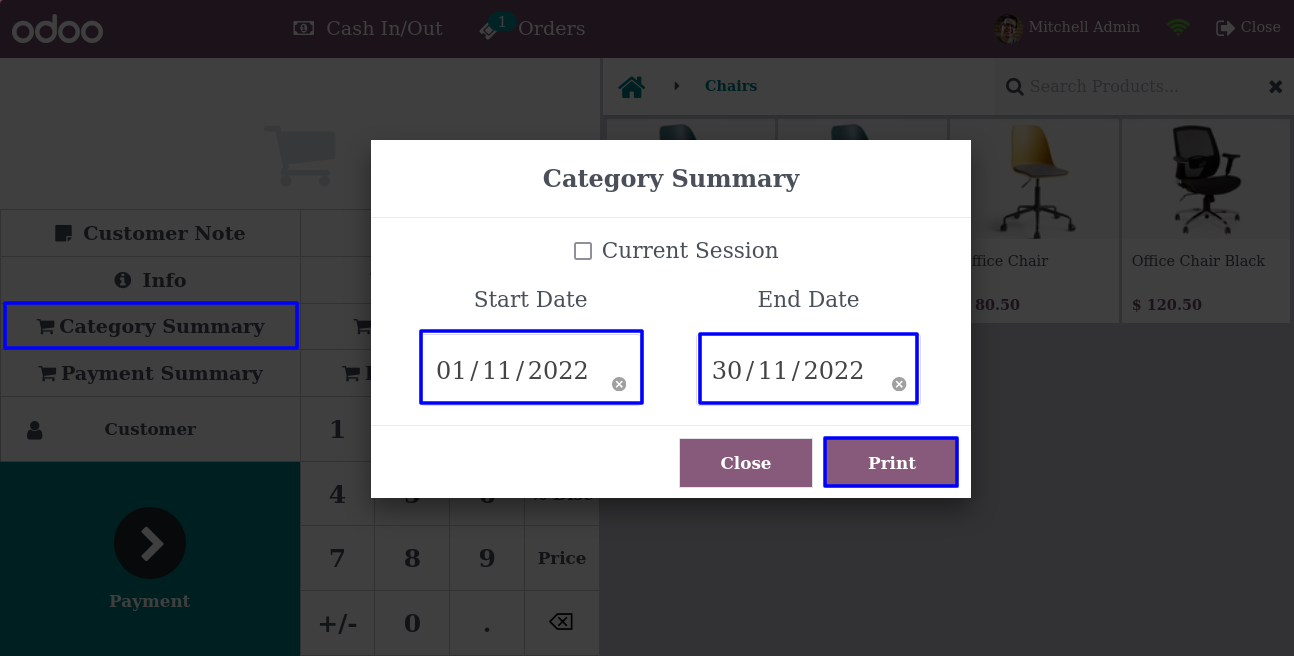 odoo
Cash In/Out
1
Orders
Mitchell Admin
Close
Chairs
Search Products...
Category Summary
Current Session
Start Date
End Date
01/11/2022
30/11/2022
Close
Print
Office Chair Black
Chair
80.50
$ 120.50
Customer Note
Info
Category Summary
Payment Summary
Customer
Payment
1
4
7
8
9
Price
+/-
0
.